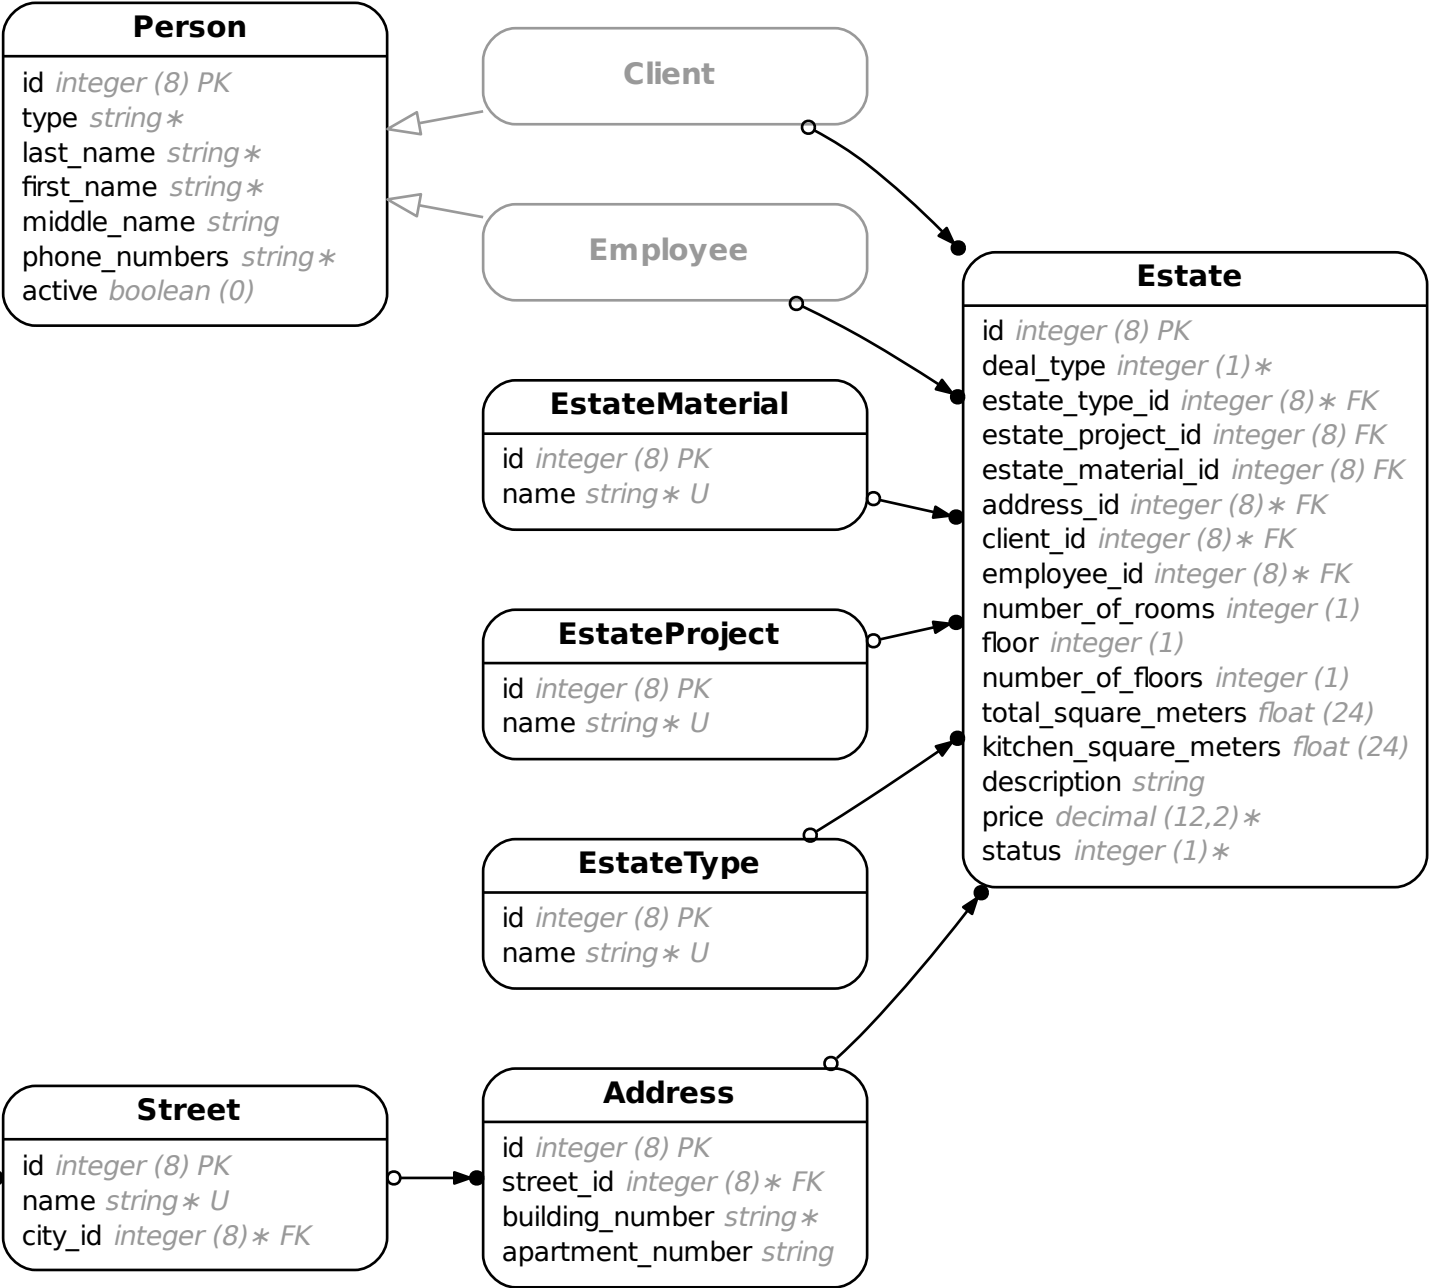 Person
id integer (8) PK
type string∗
last_name string∗
first_name string∗
middle_name string
phone_numbers string∗
active boolean (0)
Client
Employee
EstateMaterial
id integer (8) PK
name string∗ U
EstateProject
id integer (8) PK
name string∗ U
EstateType
id integer (8) PK
name string∗ U
Estate
id integer (8) PK
deal_type integer (1)∗
estate_type_id integer (8)∗ FK
estate_project_id integer (8) FK
estate_material_id integer (8) FK
address_id integer (8)∗ FK
client_id integer (8)∗ FK
employee_id integer (8)∗ FK
number_of_rooms integer (1)
floor integer (1)
number_of_floors integer (1)
total_square_meters float (24)
kitchen_square_meters float (24)
description string
price decimal (12,2)∗
status integer (1)∗
Street
id integer (8) PK
name string∗ U
city_id integer (8)∗ FK
Address
id integer (8) PK
street_id integer (8)∗ FK
building_number string∗
apartment_number string